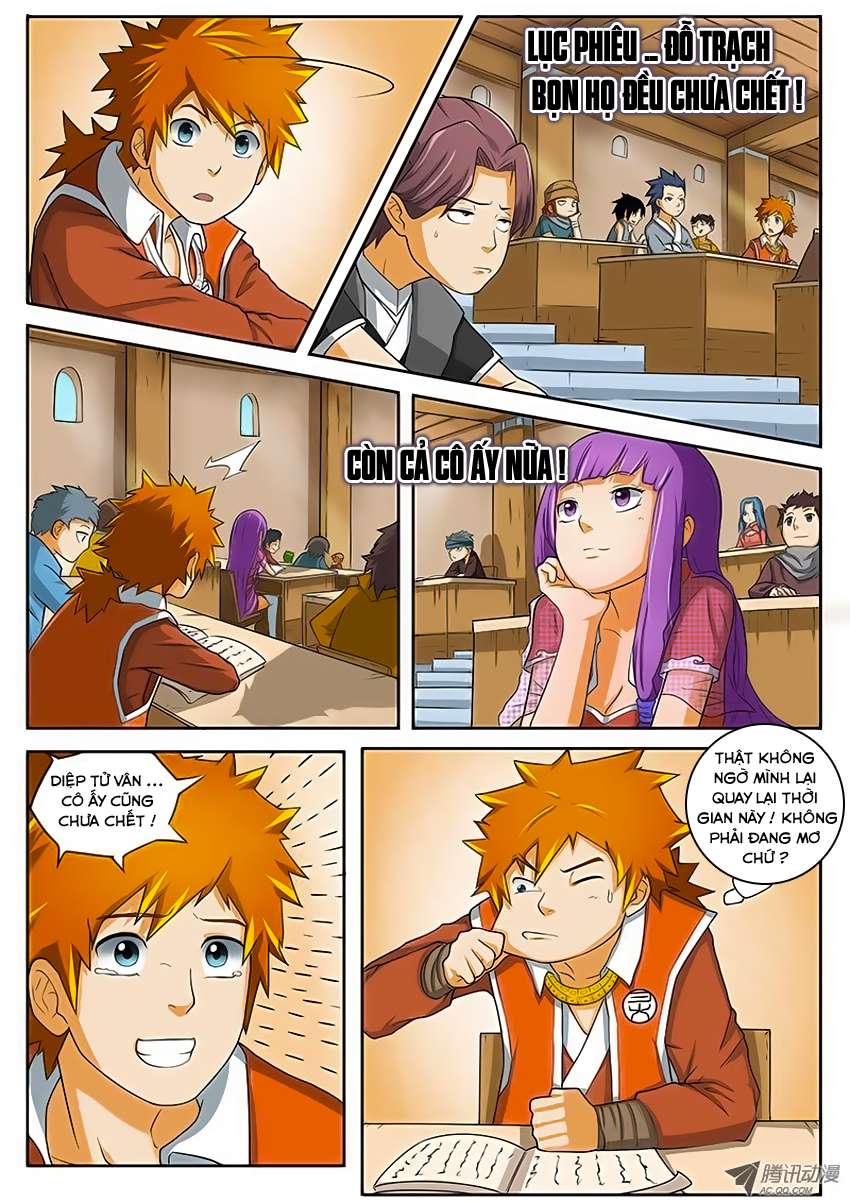 LỤC PHIÊU ... ĐỖ TRẠCH
BỌN HỌ ĐỀU CHƯA CHẾT !
CÒN CẢ CÔ ẤY NỮA !
DIỆP TỬ VÂN ...
CÔ ẤY CŨNG
CHƯA CHẾT !
THẬT KHÔNG
NGỜ MÌNH LẠI
QUAY LẠI THỜI
GIAN NÀY ! KHÔNG
PHẢI ĐANG MƠ
CHỨ ?
腾讯动漫
AC.QQ.COM